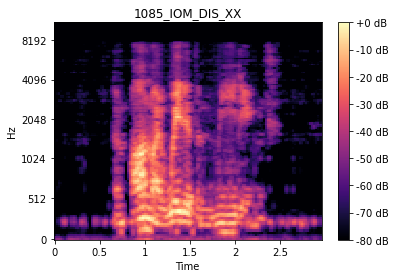 1085_IOM_DIS_XX
8192
4096
2048
1024
512
0
Hz
0
0.5
1
1.5
2
2.5
Time
+0 dB
-10 dB
-20 dB
-30 dB
-40 dB
-50 dB
-60 dB
-70 dB
-80 dB